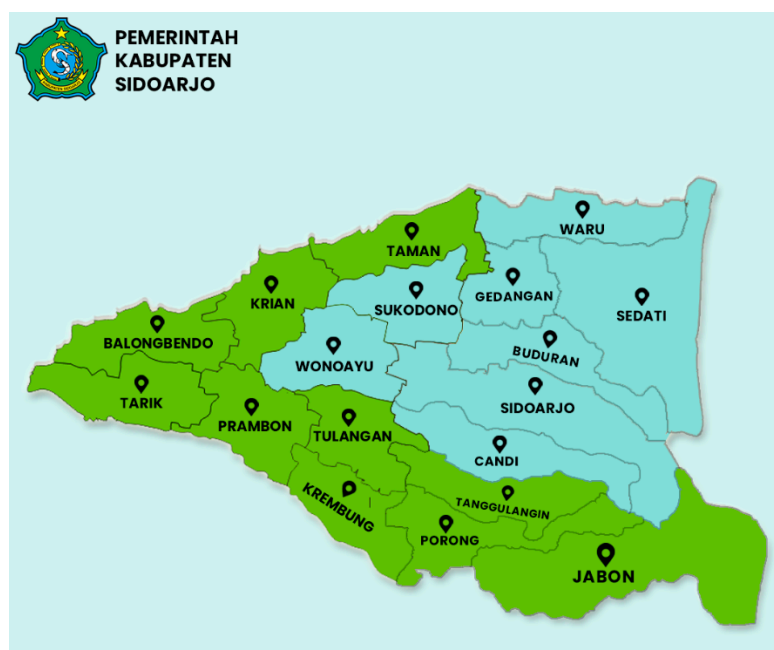 PEMERINTAH
KABUPATEN
SIDOARJO
WARU
TAMAN
GEDANGAN
KRIAN
SUKODONO
SEDATI
BALONGBENDO
BUDURAN
WONOAYU
TARIK
SIDOARJO
PRAMBON
TULANGAN
CANDI
KREMBUNG
TANGGULANGIN
PORONG
JABON